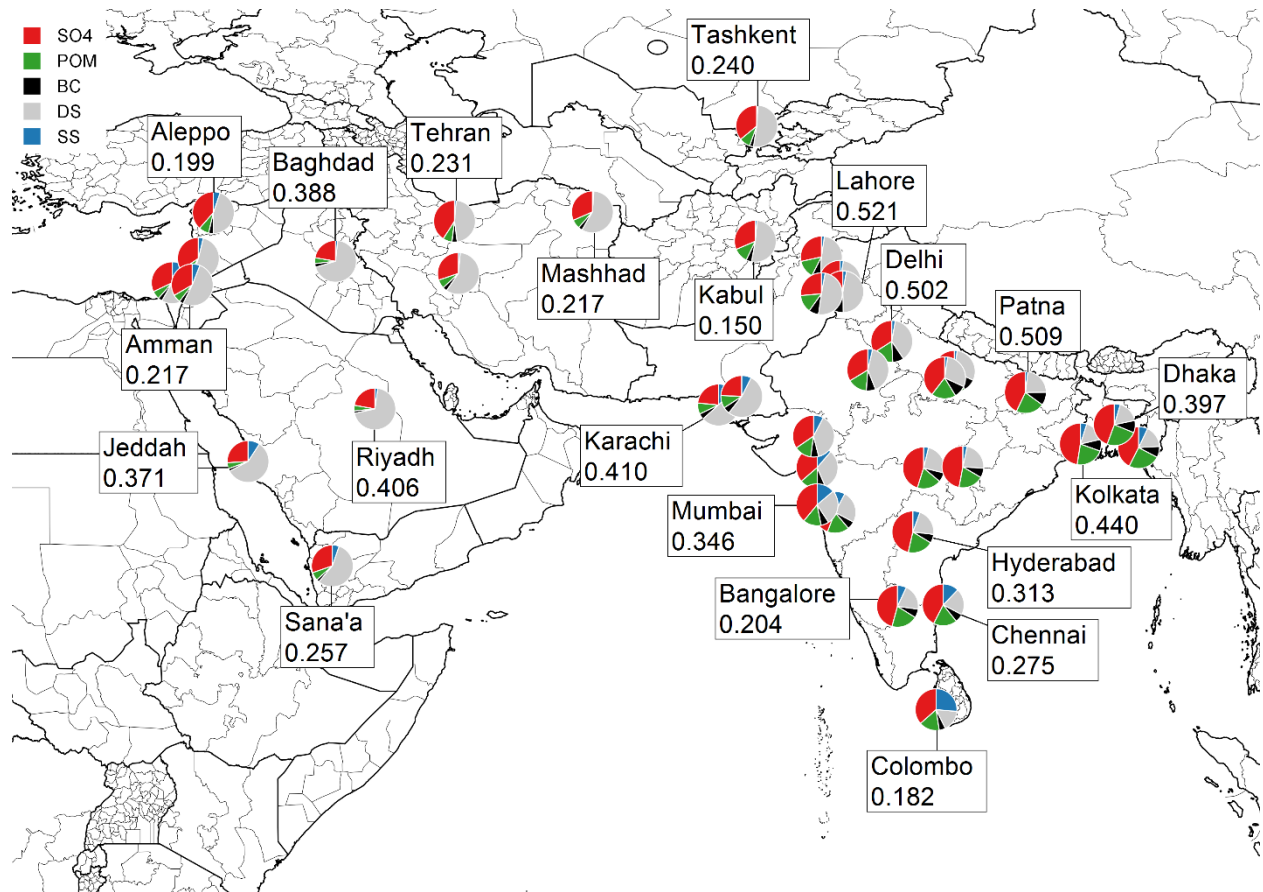 SO4
POM
BC
DS
SS
Tashkent
0.240
Aleppo
0.199
Baghdad
0.388
Tehran
0.231
Lahore
0.521
Mashhad
0.217
Kabul
0.150
Delhi
0.502
Patna
0.509
Dhaka
0.397
Amman
0.217
Jeddah
0.371
Riyadh
0.406
Karachi
0.410
Kolkata
0.440
Mumbai
0.346
Hyderabad
0.313
Sana'a
0.257
Bangalore
0.204
Chennai
0.275
Colombo
0.182